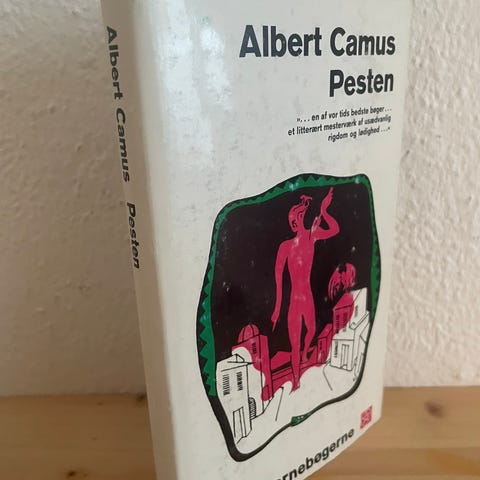 Albert Camus
Pesten
»... en af vor tids bedste bøger...
et litterært mesterværk af usædvanlig
rigdom og lødighed ...«
Albert Camus Pesten
ernebøgerne